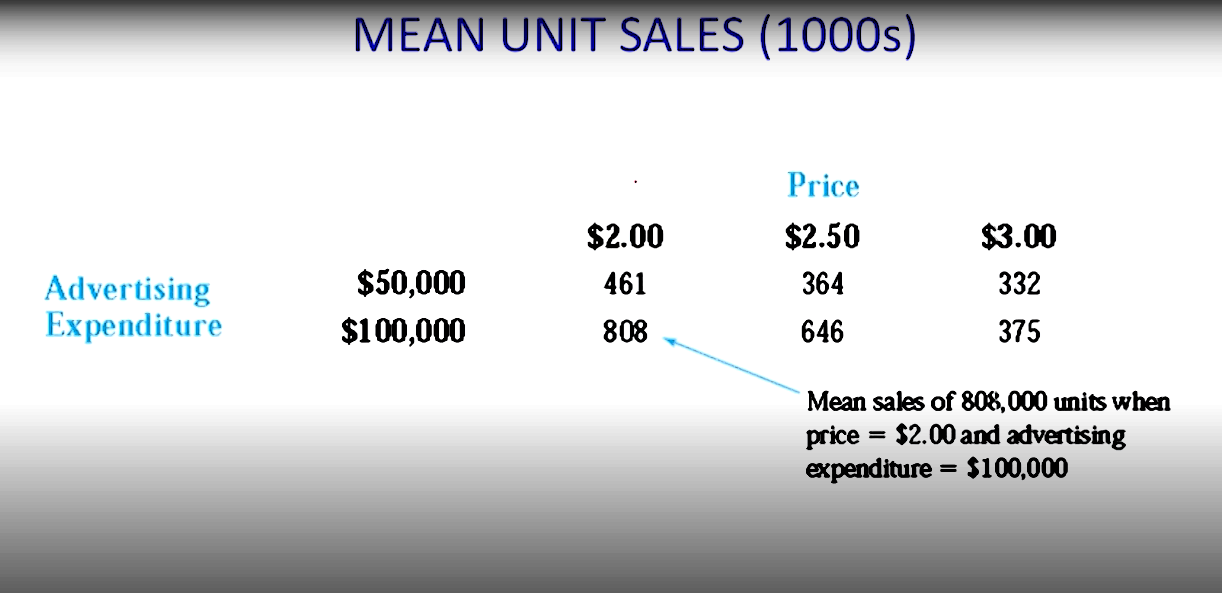 MEAN UNIT SALES (1000s)
Price
$2.00 $2.50 $3.00
Advertising
Expenditure
$50,000 461 364 332
$100,000 808 646 375
Mean sales of 808,000 units when
price = $2.00 and advertising
expenditure = $100,000